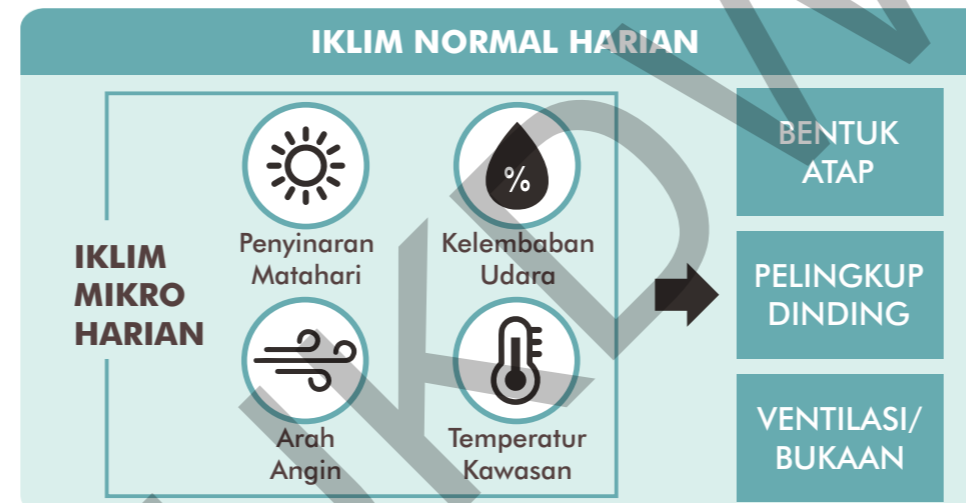 IKLIM NORMAL HARIAN
IKLIM
MIKRO
HARIAN
Penyinaran
Matahari
%
Kelembaban
Udara
Arah
Angin
Temperatur
Kawasan
BENTUK
ATAP
PELINGKUP
DINDING
VENTILASI/
BUKAAN